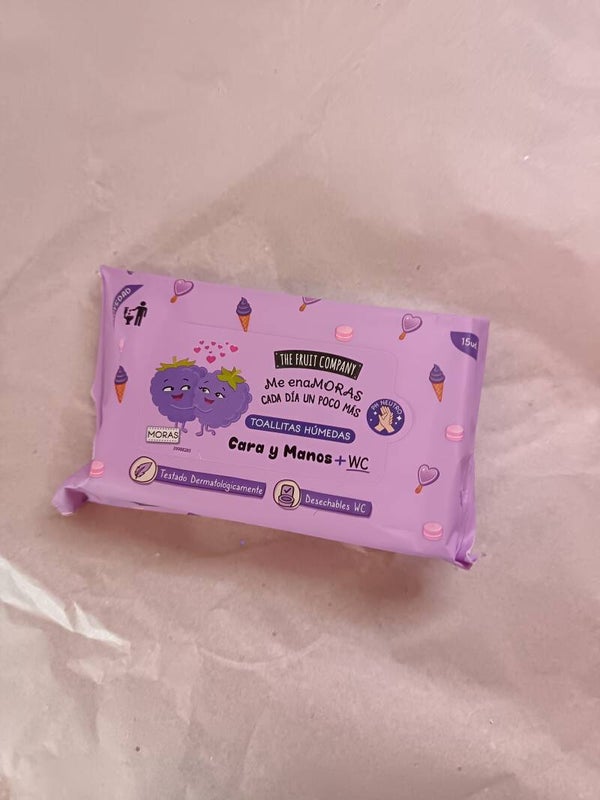 15ud
THE FRUIT COMPANY
Me enaMORAS
CADA DÍA UN POCO MÁS
PH NEUTRO
TOALLITAS HÚMEDAS
MORAS
Cara y Manos + WC
Testado Dermatológicamente
Desechables WC